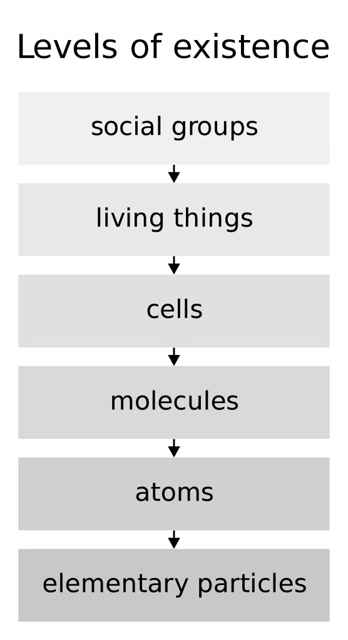 Levels of existence
social groups
living things
cells
molecules
atoms
elementary particles